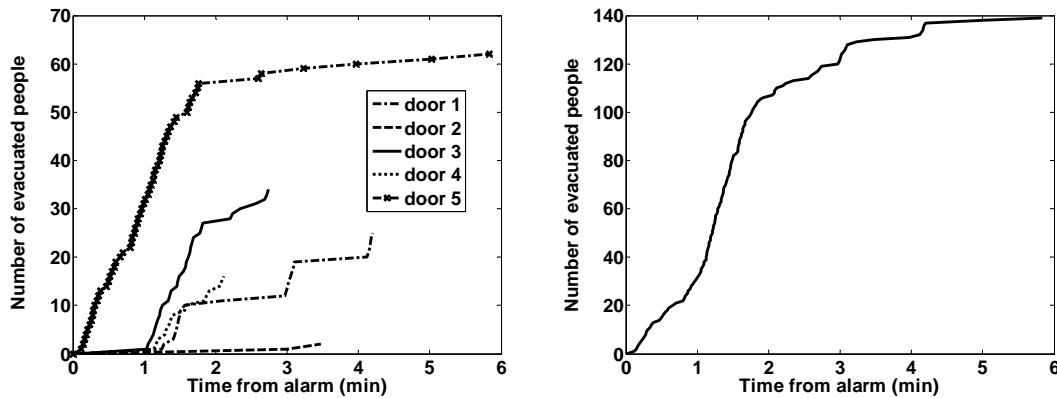 70
60
50
40
30
20
10
0
Number of evacuated people
door 1
door 2
door 3
door 4
door 5
0 1 2 3 4 5 6
Time from alarm (min)
140
120
100
80
60
40
20
0
Number of evacuated people
0 1 2 3 4 5 6
Time from alarm (min)